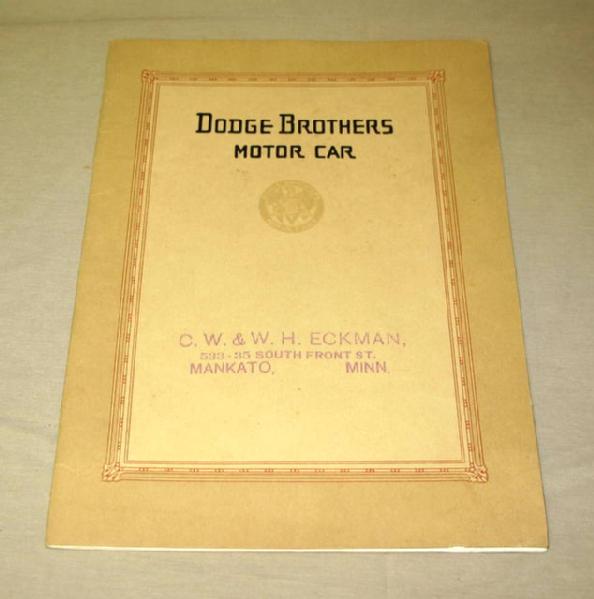 DODGE BROTHERS
MOTOR CAR
C. W. & W. H. ECKMAN,
533-35 SOUTH FRONT ST.
MANKATO, MINN.